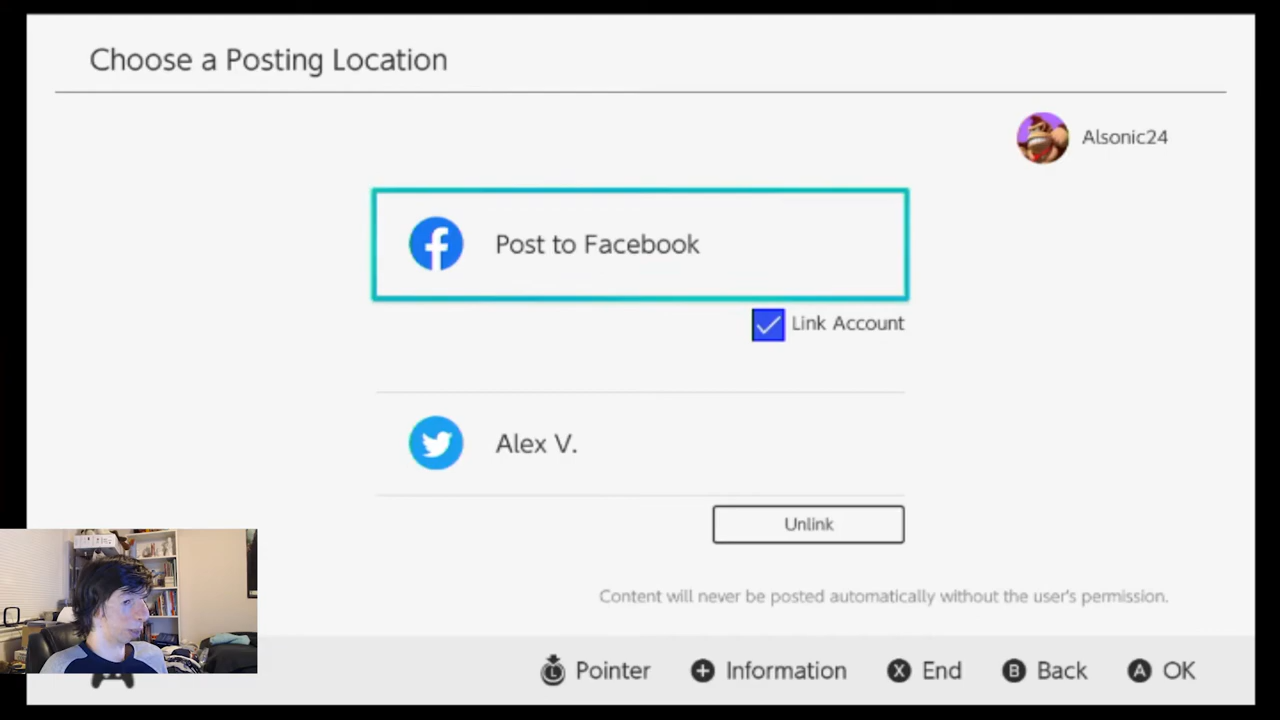 Choose a Posting Location
Alsonic24
Post to Facebook
Link Account
Alex V.
Unlink
Content will never be posted automatically without the user's permission.
L Pointer + Information X End B Back A OK